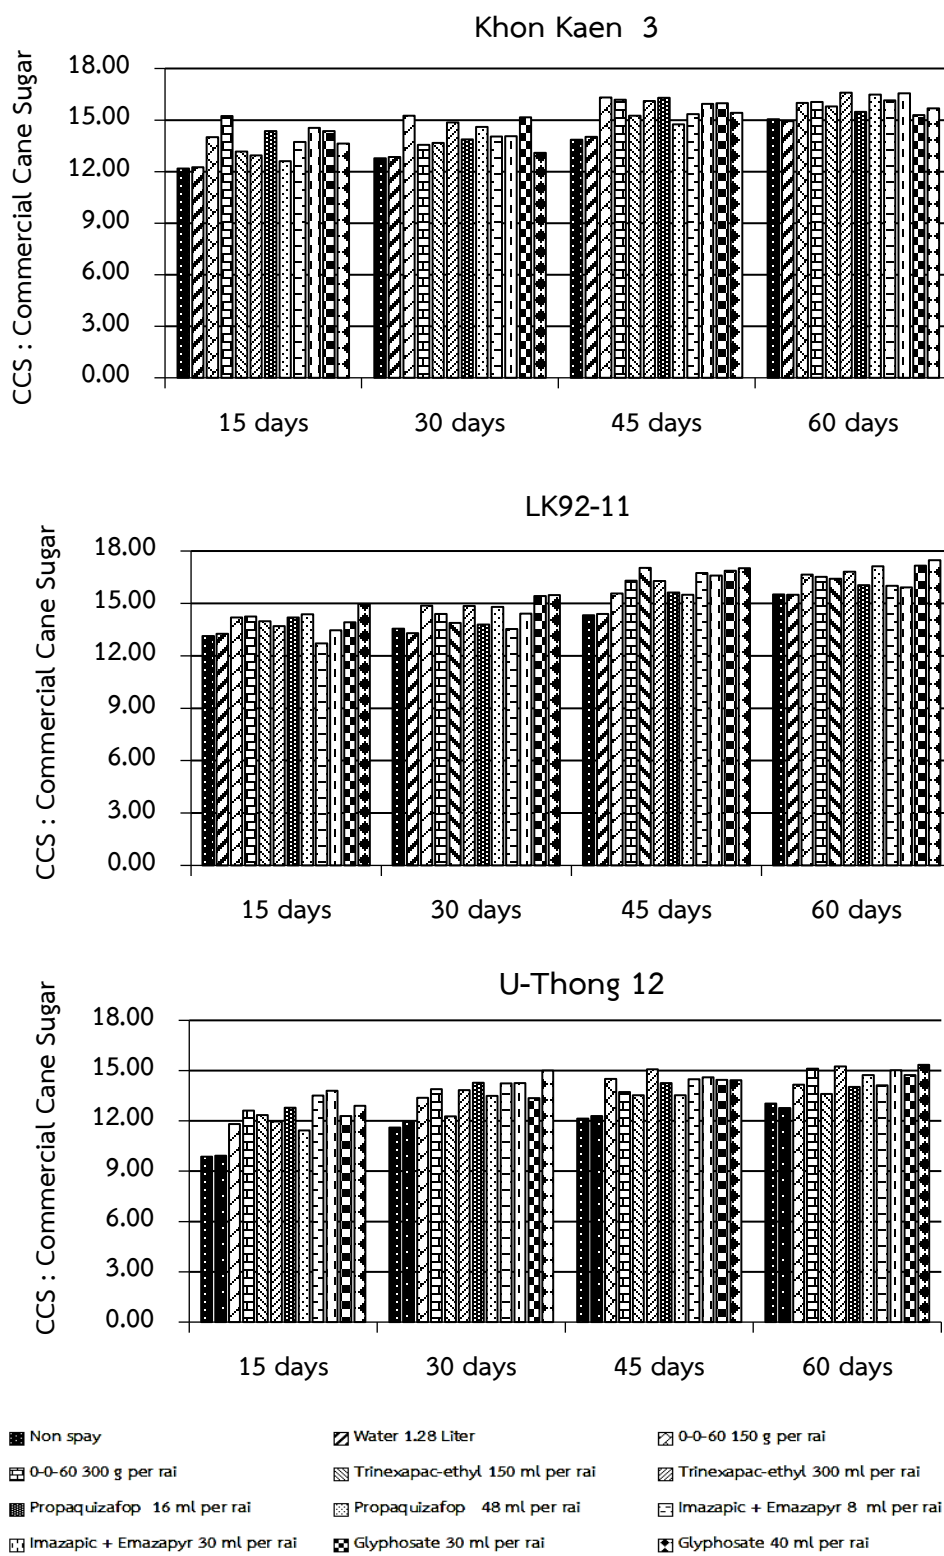 Khon Kaen 3
CCS : Commercial Cane Sugar
18.00
15.00
12.00
9.00
6.00
3.00
0.00
15 days 30 days 45 days 60 days
LK92-11
CCS : Commercial Cane Sugar
18.00
15.00
12.00
9.00
6.00
3.00
0.00
15 days 30 days 45 days 60 days
U-Thong 12
CCS : Commercial Cane Sugar
18.00
15.00
12.00
9.00
6.00
3.00
0.00
15 days 30 days 45 days 60 days
Non spay Water 1.28 Liter 0-0-60 150 g per rai
0-0-60 300 g per rai Trinexapac-ethyl 150 ml per rai Trinexapac-ethyl 300 ml per rai
Propaquizafop 16 ml per rai Propaquizafop 48 ml per rai Imazapic + Emazapyr 8 ml per rai
Imazapic + Emazapyr 30 ml per rai Glyphosate 30 ml per rai Glyphosate 40 ml per rai